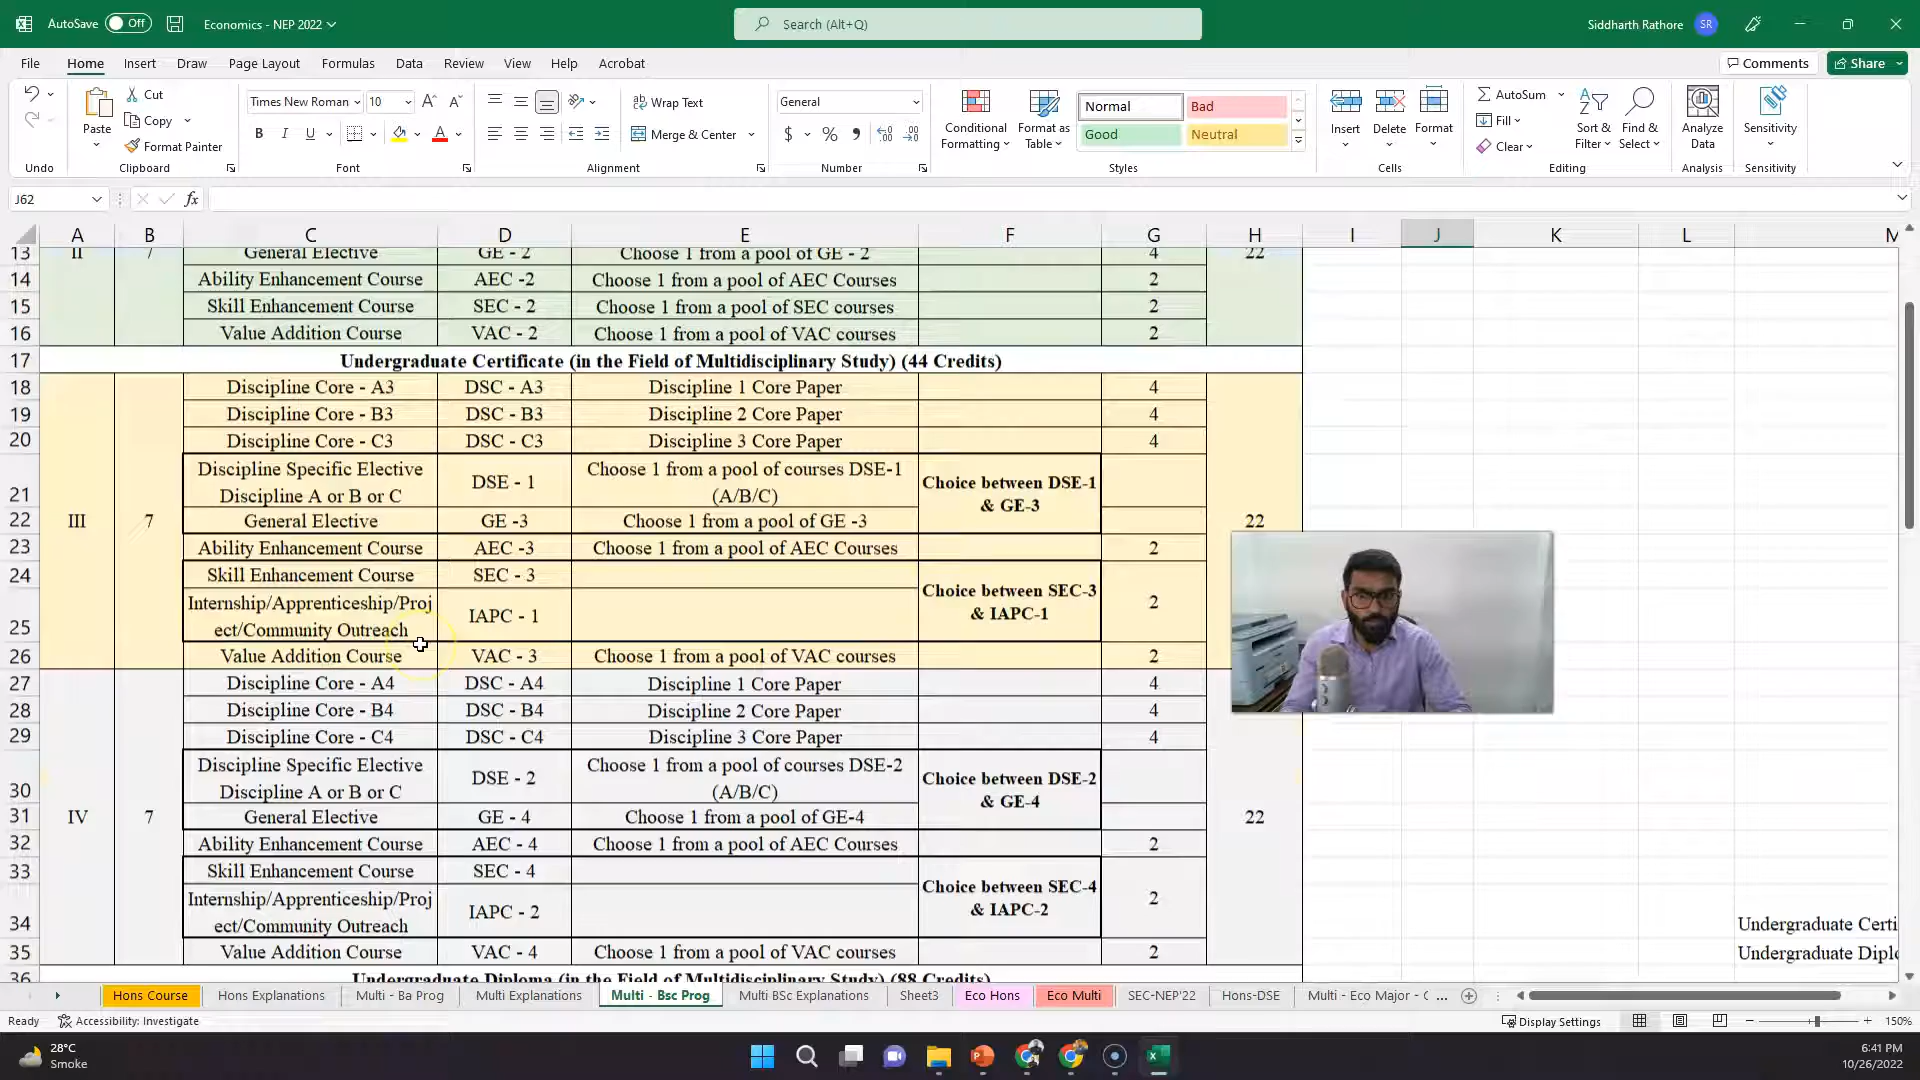 AutoSave Off Economics - NEP 2022 Search (Alt+Q) Siddharth Rathore SR
File Home Insert Draw Page Layout Formulas Data Review View Help Acrobat Comments Share
Paste Cut Copy Format Painter
Times New Roman 10 B I U A
Wrap Text Merge & Center
General $ % 9
Conditional Formatting Format as Table
Normal Bad
Good Neutral
Insert Delete Format
AutoSum Fill Clear
Sort & Filter Find & Select
Analyze Data Sensitivity
Undo Clipboard Font Alignment Number Styles Cells Editing Analysis Sensitivity
J62 fx
A B C D E F G H I J K L M
13 II 7 General Elective GE - 2 Choose 1 from a pool of GE - 2 4 22
14 Ability Enhancement Course AEC -2 Choose 1 from a pool of AEC Courses 2
15 Skill Enhancement Course SEC - 2 Choose 1 from a pool of SEC courses 2
16 Value Addition Course VAC - 2 Choose 1 from a pool of VAC courses 2
17 Undergraduate Certificate (in the Field of Multidisciplinary Study) (44 Credits)
18 Discipline Core - A3 DSC - A3 Discipline 1 Core Paper 4
19 Discipline Core - B3 DSC - B3 Discipline 2 Core Paper 4
20 Discipline Core - C3 DSC - C3 Discipline 3 Core Paper 4
Discipline Specific Elective
Discipline A or B or C
21 DSE - 1
Choose 1 from a pool of courses DSE-1
(A/B/C)
Choice between DSE-1
& GE-3
22 III 7 General Elective GE -3 Choose 1 from a pool of GE -3 22
23 Ability Enhancement Course AEC -3 Choose 1 from a pool of AEC Courses 2
24 Skill Enhancement Course SEC - 3
Choice between SEC-3
& IAPC-1
2
Internship/Apprenticeship/Proj
ect/Community Outreach
25 IAPC - 1
26 Value Addition Course VAC - 3 Choose 1 from a pool of VAC courses 2
27 Discipline Core - A4 DSC - A4 Discipline 1 Core Paper 4
28 Discipline Core - B4 DSC - B4 Discipline 2 Core Paper 4
29 Discipline Core - C4 DSC - C4 Discipline 3 Core Paper 4
Discipline Specific Elective
Discipline A or B or C
30 DSE - 2
Choose 1 from a pool of courses DSE-2
(A/B/C)
Choice between DSE-2
& GE-4
31 IV 7 General Elective GE - 4 Choose 1 from a pool of GE-4 22
32 Ability Enhancement Course AEC - 4 Choose 1 from a pool of AEC Courses 2
33 Skill Enhancement Course SEC - 4
Choice between SEC-4
& IAPC-2
2
Internship/Apprenticeship/Proj
ect/Community Outreach
34 IAPC - 2 Undergraduate Certi
35 Value Addition Course VAC - 4 Choose 1 from a pool of VAC courses 2 Undergraduate Diplo
36 Undergraduate Diploma (in the Field of Multidisciplinary Study) (88 Credits)
Hons Course Hons Explanations Multi - Ba Prog Multi Explanations Multi - Bsc Prog Multi BSc Explanations Sheet3 Eco Hons Eco Multi SEC-NEP'22 Hons-DSE Multi - Eco Major - C ...
Ready Accessibility: Investigate Display Settings 150%
28°C
Smoke
6:41 PM
10/26/2022